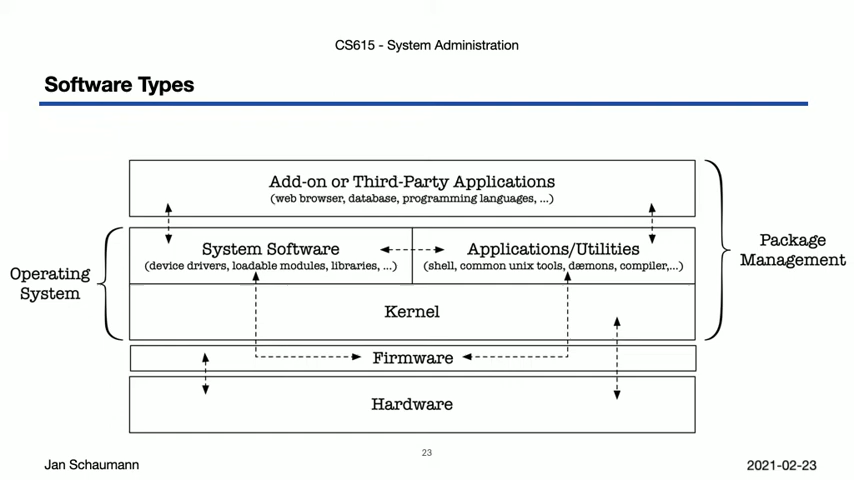 CS615 - System Administration
Software Types
Add-on or Third-Party Applications
(web browser, database, programming languages, ...)
System Software
(device drivers, loadable modules, libraries, ...)
Applications/Utilities
(shell, common unix tools, dæmons, compiler,...)
Operating
System
Package
Management
Kernel
Firmware
Hardware
Jan Schaumann
23
2021-02-23